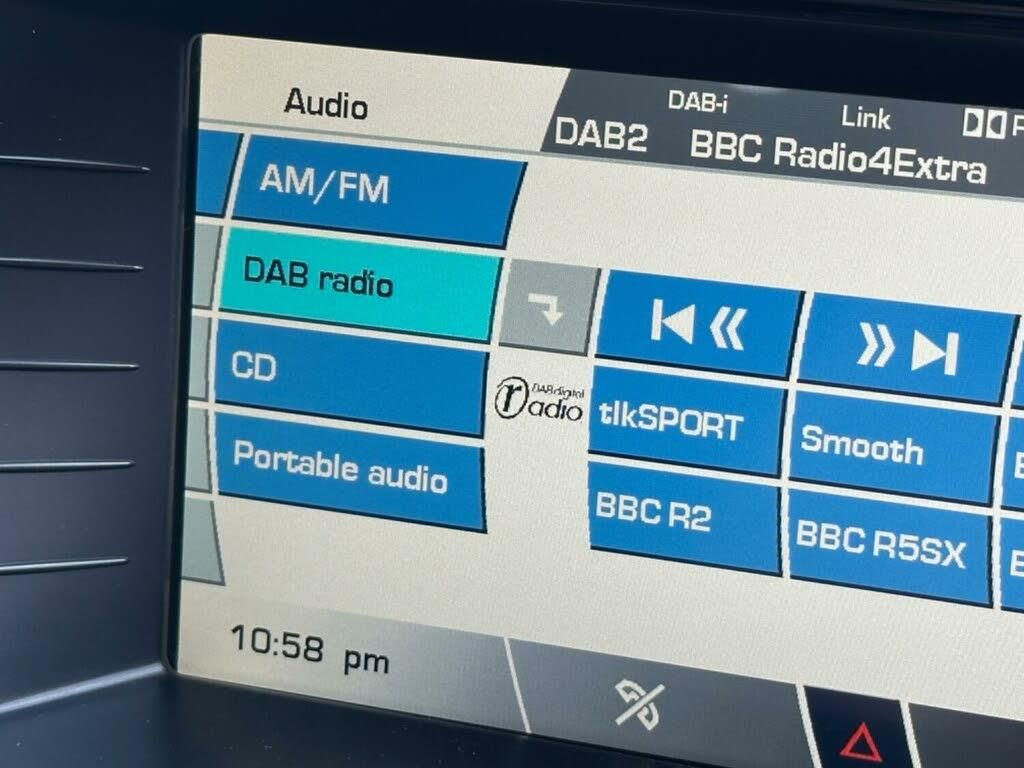 Audio
DAB-i Link
DAB2 BBC Radio4Extra
AM/FM
DAB radio
CD
DAB digital
radio
tlkSPORT Smooth
Portable audio
BBC R2 BBC R5SX
10:58 pm